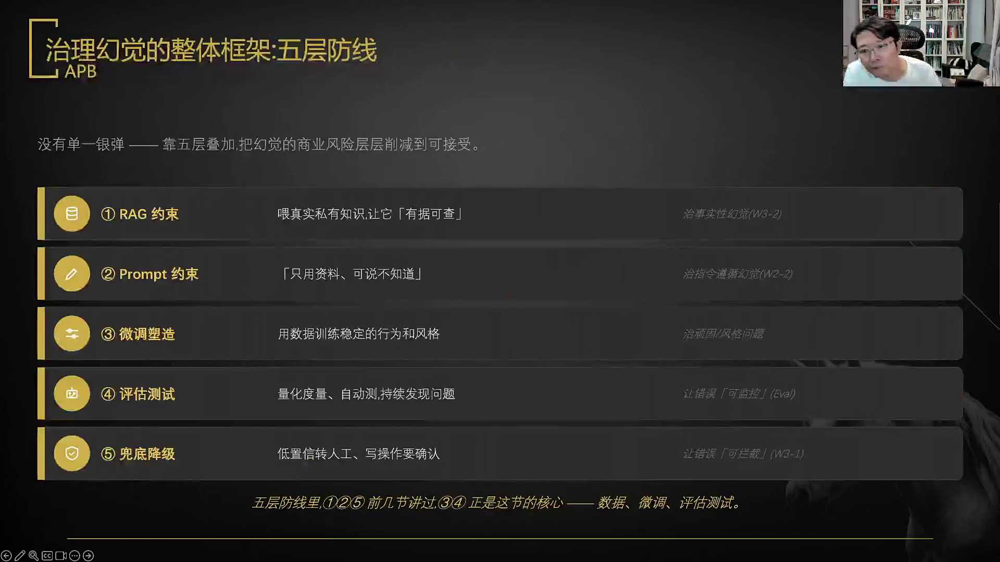 治理幻觉的整体框架:五层防线
APB
没有单一银弹 —— 靠五层叠加,把幻觉的商业风险层层削减到可接受。
① RAG 约束
喂真实私有知识,让它「有据可查」
治事实性幻觉(W3-2)
② Prompt 约束
「只用资料、可说不知道」
治指令遵循幻觉(W2-2)
③ 微调塑造
用数据训练稳定的行为和风格
治顽固/风格问题
④ 评估测试
量化度量、自动测,持续发现问题
让错误「可监控」(Eval)
⑤ 兜底降级
低置信转人工、写操作要确认
让错误「可拦截」(W3-1)
五层防线里,①②⑤ 前几节讲过,③④ 正是这节的核心 —— 数据、微调、评估测试。
CC